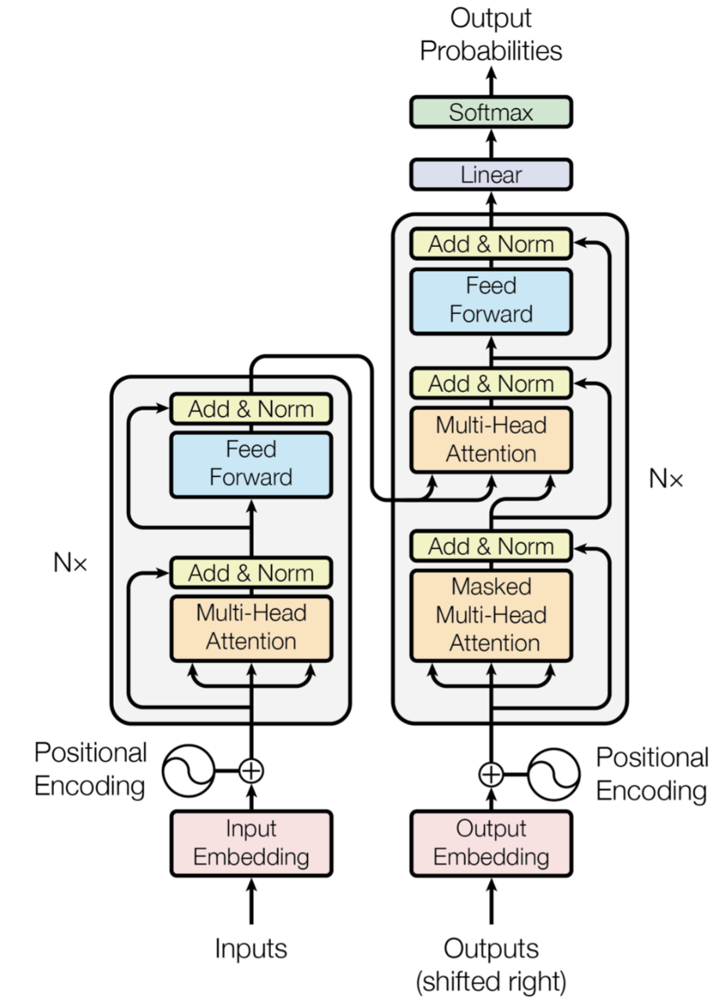 Output
Probabilities
Softmax
Linear
Add & Norm
Feed
Forward
Add & Norm
Multi-Head
Attention
Add & Norm
Masked
Multi-Head
Attention
N×
Add & Norm
Feed
Forward
Add & Norm
Multi-Head
Attention
N×
Positional
Encoding
Positional
Encoding
Input
Embedding
Output
Embedding
Inputs
Outputs
(shifted right)